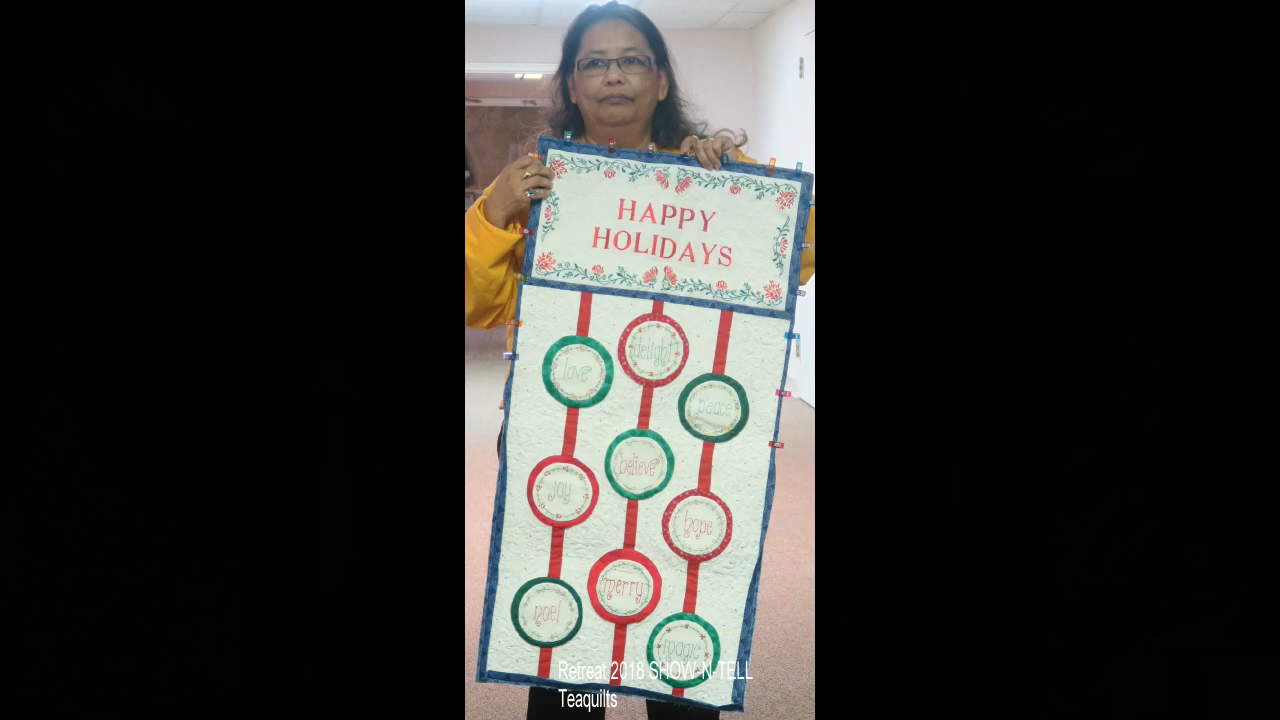 HAPPY
HOLIDAYS
delight
love
peace
believe
joy
hope
merry
noel
magic
Retreat 2018 SHOW-N-TELL
Teaquilts